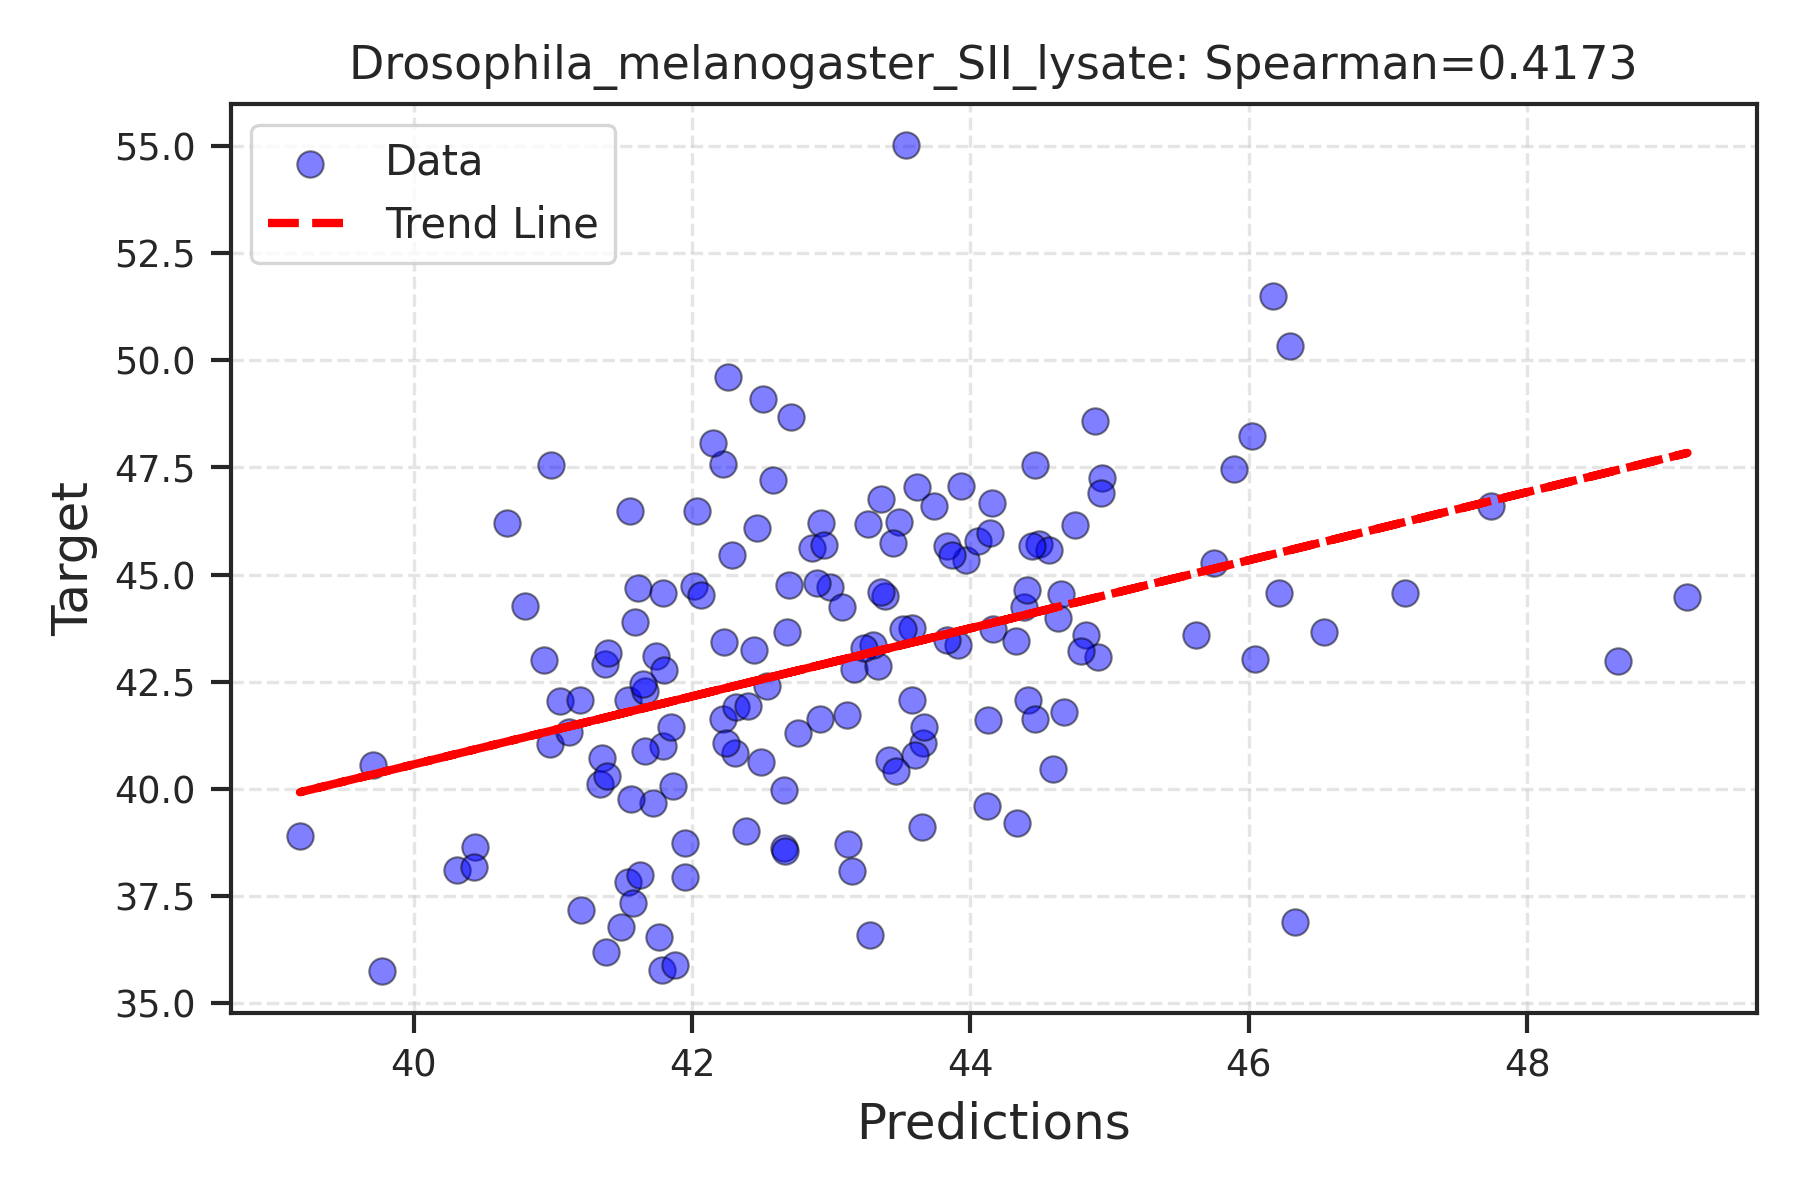 Drosophila_melanogaster_SII_lysate: Spearman=0.4173
Data
Trend Line
55.0
52.5
50.0
47.5
45.0
42.5
40.0
37.5
35.0
Target
40 42 44 46 48
Predictions